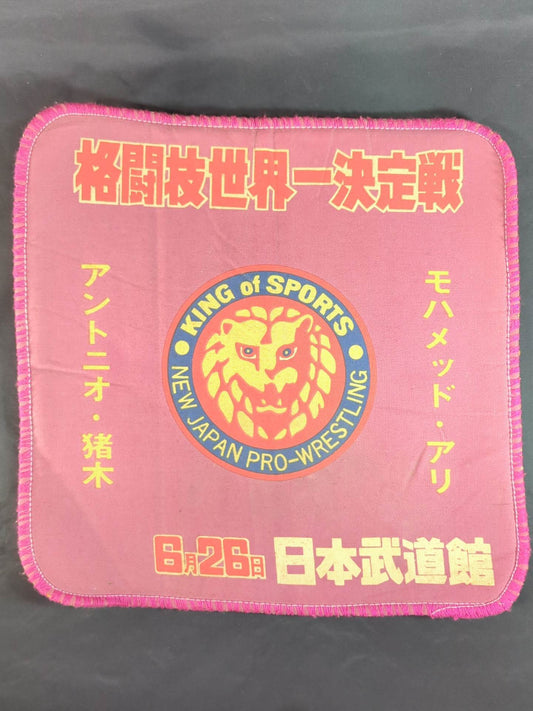 格闘技世界一決定戦
モハメッド・アリ
アントニオ・猪木
KING of SPORTS
NEW JAPAN PRO-WRESTLING
6月26日 日本武道館